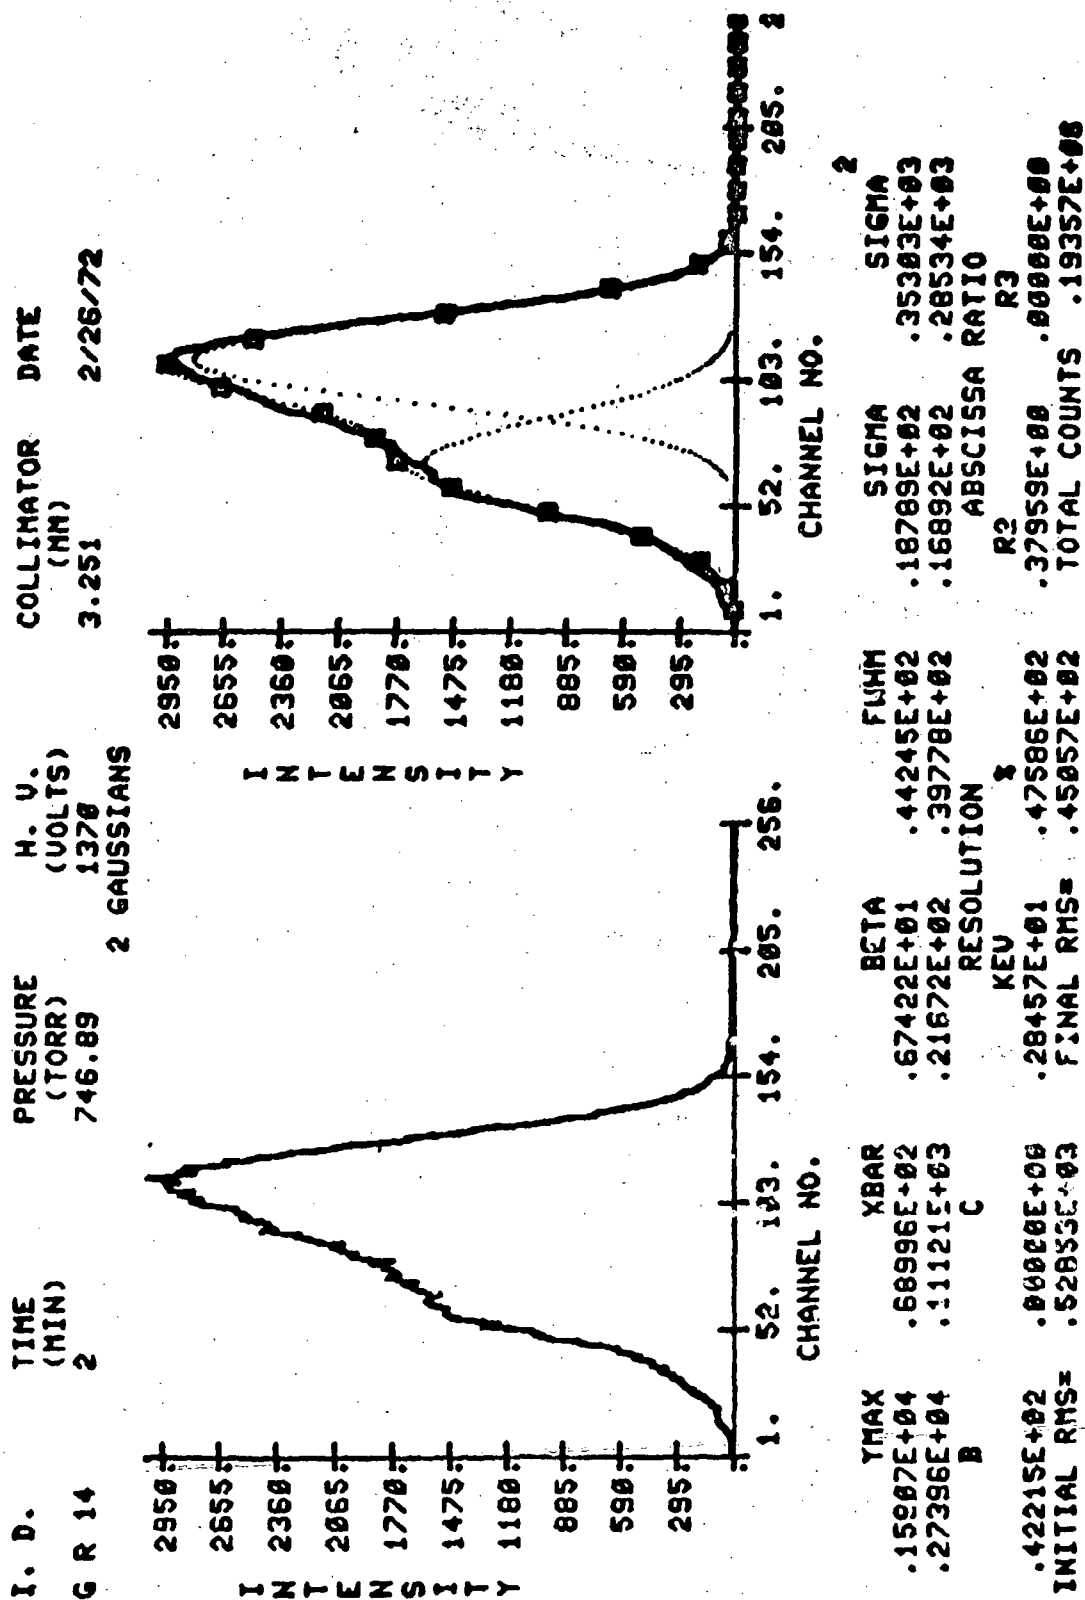 I. D. TIME PRESSURE H. V. COLLIMATOR DATE
(MIN) (TORR) (VOLTS) (MM)
G R 14 2 746.89 1370 3.251 2/26/72
2 GAUSSIANS
2950.
2655.
2360.
2065.
1770.
1475.
1180.
885.
590.
295.
I
N
T
E
N
S
I
T
Y
1. 52. 103. 154. 205. 256.
CHANNEL NO.
2950.
2655.
2360.
2065.
1770.
1475.
1180.
885.
590.
295.
I
N
T
E
N
S
I
T
Y
1. 52. 103. 154. 205. 2
CHANNEL NO.
2
YMAX XBAR BETA FWHM SIGMA SIGMA
.15907E+04 .68996E+02 .67422E+01 .44245E+02 .18789E+02 .35303E+03
.27396E+04 .11121E+03 .21672E+02 .39778E+02 .16892E+02 .28534E+03
B C RESOLUTION ABSCISSA RATIO
KEV % R2 R3
.42215E+02 .00000E+00 .28457E+01 .47586E+02 .37959E+00 .00000E+00
INITIAL RMS= FINAL RMS= .45057E+02 TOTAL COUNTS .19357E+06